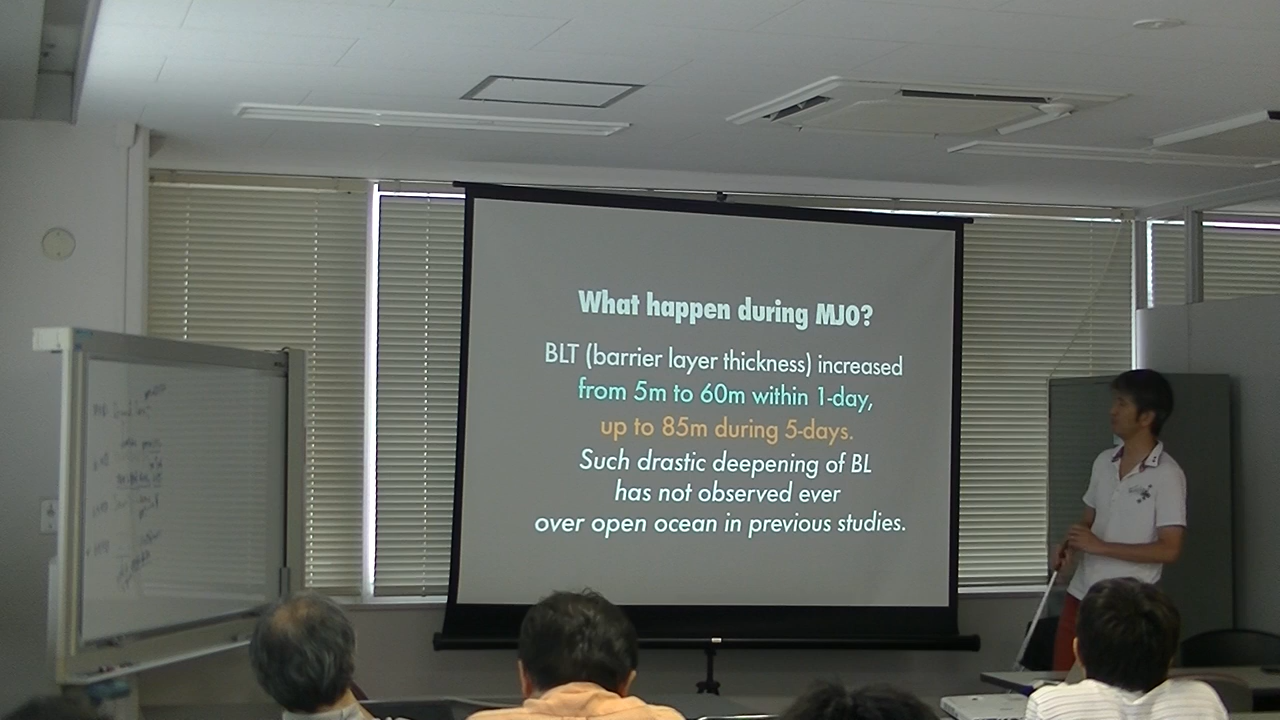 What happen during MJO?
BLT (barrier layer thickness) increased
from 5m to 60m within 1-day,
up to 85m during 5-days.
Such drastic deepening of BL
has not observed ever
over open ocean in previous studies.